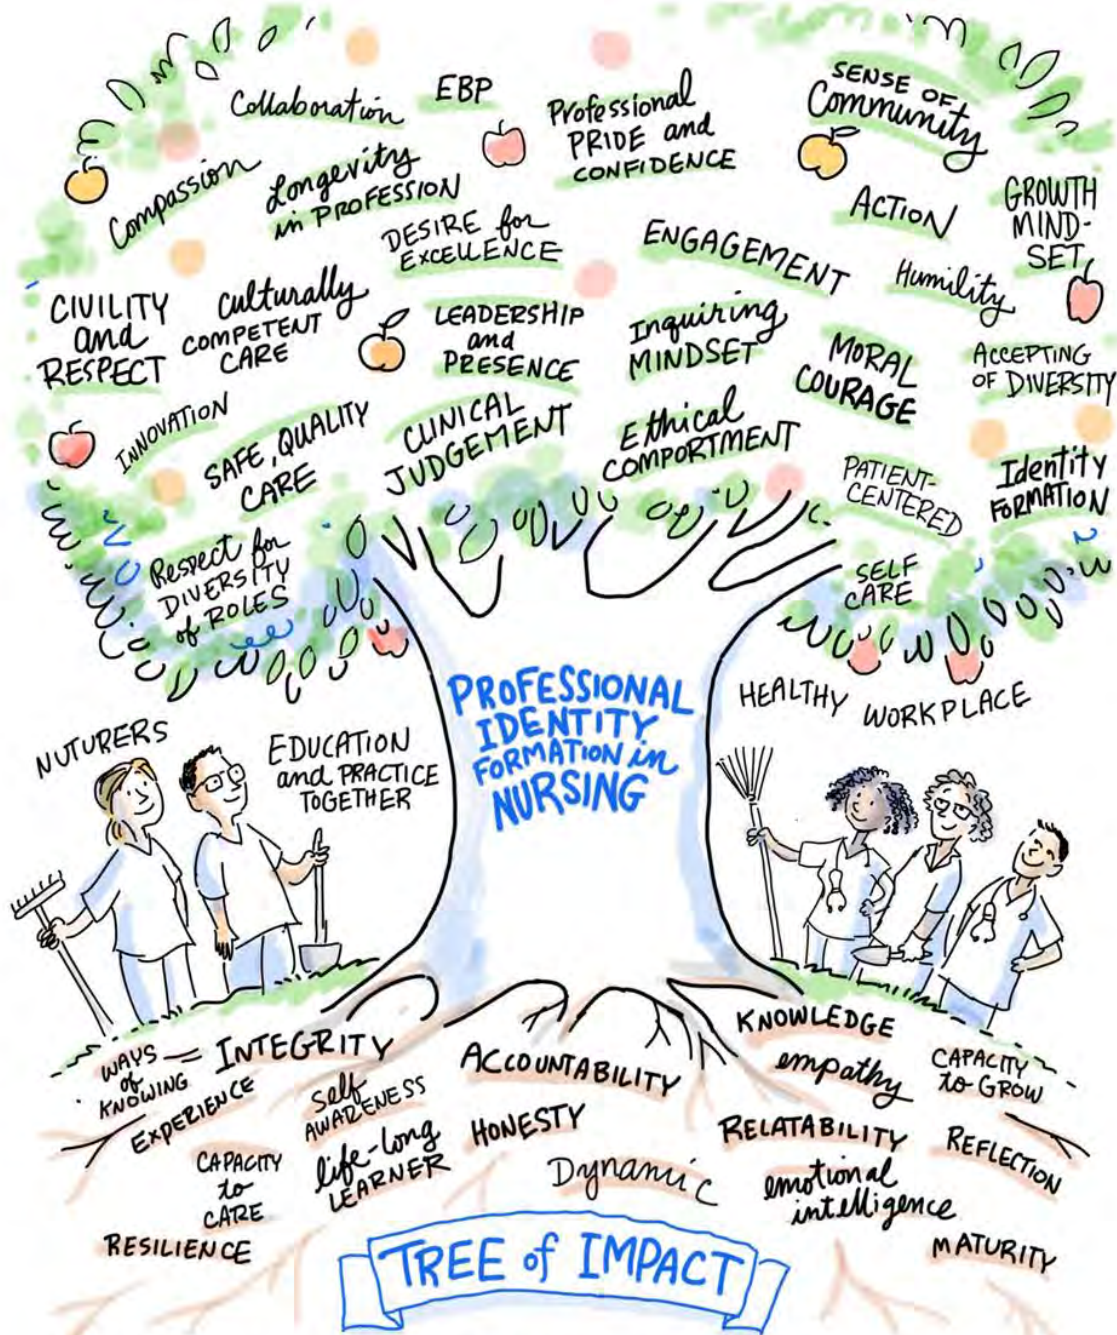 Collaboration
EBP
Professional
PRIDE and
CONFIDENCE
SENSE OF
Community
Compassion
Longevity
in PROFESSION
DESIRE for
EXCELLENCE
ENGAGEMENT
ACTION
GROWTH
MIND-
SET
Humility
CIVILITY
and
RESPECT
culturally
COMPETENT
CARE
LEADERSHIP
and
PRESENCE
Inquiring
MINDSET
MORAL
COURAGE
ACCEPTING
OF DIVERSITY
INNOVATION
SAFE, QUALITY
CARE
CLINICAL
JUDGEMENT
Ethical
COMPORTMENT
PATIENT-
CENTERED
Identity
FORMATION
Respect for
DIVERSITY
of ROLES
SELF
CARE
PROFESSIONAL
IDENTITY
FORMATION in
NURSING
HEALTHY WORKPLACE
NUTURERS
EDUCATION
and PRACTICE
TOGETHER
WAYS
of
KNOWING
INTEGRITY
EXPERIENCE
self
AWARENESS
ACCOUNTABILITY
KNOWLEDGE
empathy
CAPACITY
to GROW
CAPACITY
to
CARE
life-long
LEARNER
HONESTY
Dynamic
RELATABILITY
REFLECTION
emotional
intelligence
RESILIENCE
MATURITY
TREE of IMPACT